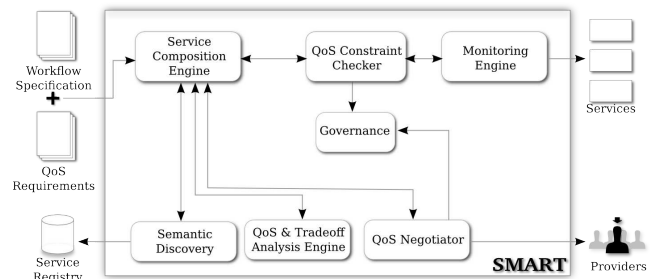 Workflow
Specification
+
QoS
Requirements
Service
Registry
Service
Composition
Engine
QoS Constraint
Checker
Monitoring
Engine
Governance
Semantic
Discovery
QoS & Tradeoff
Analysis Engine
QoS Negotiator
SMART
Services
Providers